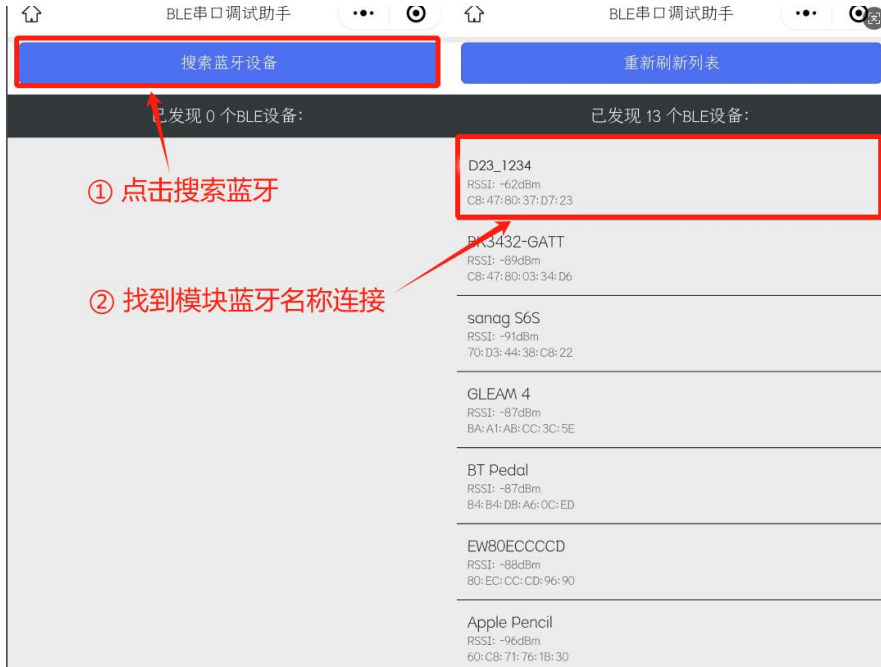 BLE串口调试助手
搜索蓝牙设备
已发现 0 个BLE设备:
① 点击搜索蓝牙
② 找到模块蓝牙名称连接
BLE串口调试助手
重新刷新列表
已发现 13 个BLE设备:
D23_1234
RSSI: -62dBm
C8:47:80:37:D7:23
BK3432-GATT
RSSI: -89dBm
C8:47:80:03:34:D6
sanag S6S
RSSI: -91dBm
70:D3:44:38:C8:22
GLEAM 4
RSSI: -87dBm
BA:A1:AB:CC:3C:5E
BT Pedal
RSSI: -87dBm
84:B4:DB:A6:0C:ED
EW80ECCCCD
RSSI: -88dBm
80:EC:CC:CD:96:90
Apple Pencil
RSSI: -96dBm
60:C8:71:76:1B:30